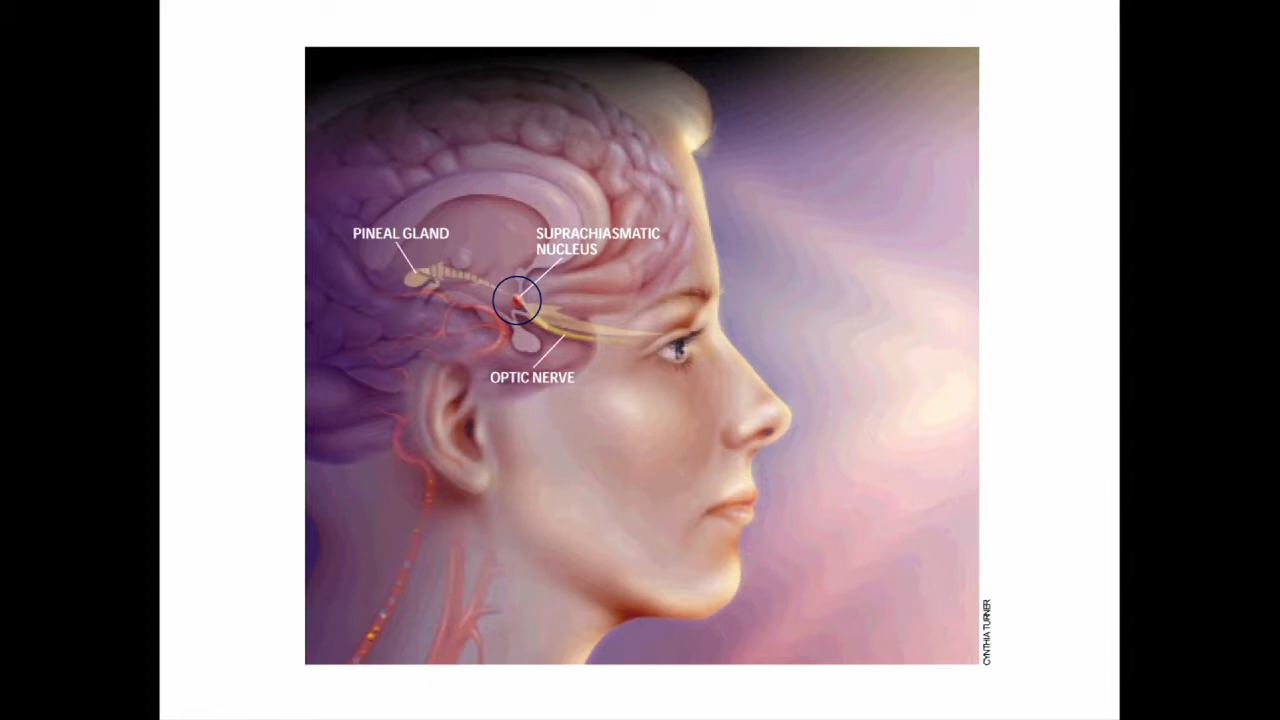 PINEAL GLAND
SUPRACHIASMATIC
NUCLEUS
OPTIC NERVE
CYNTHIA TURNER